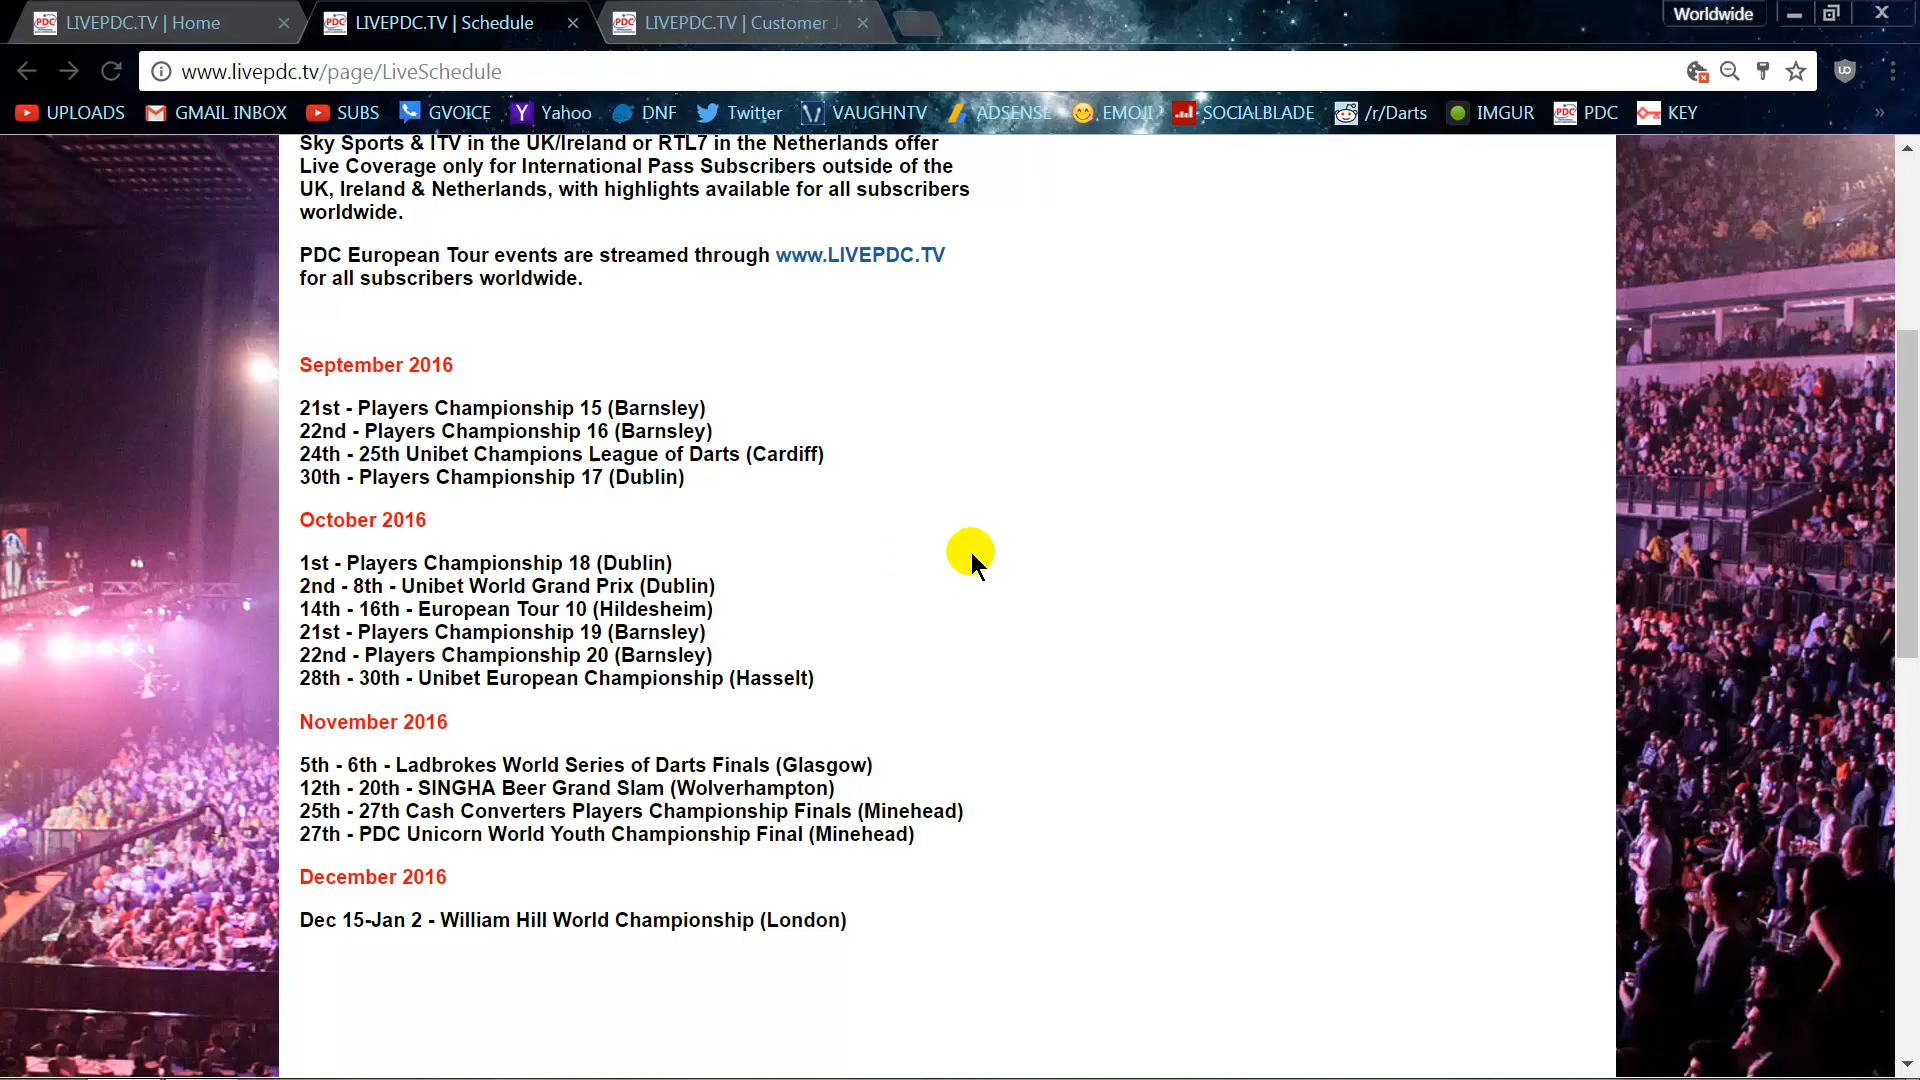 LIVEPDC.TV | Home
LIVEPDC.TV | Schedule
LIVEPDC.TV | Customer
Worldwide
www.livepdc.tv/page/LiveSchedule
UPLOADS GMAIL INBOX SUBS GVOICE Yahoo DNF Twitter VAUGHNTV ADSENSE EMOJI SOCIALBLADE /r/Darts IMGUR PDC KEY
Sky Sports & ITV in the UK/Ireland or RTL7 in the Netherlands offer
Live Coverage only for International Pass Subscribers outside of the
UK, Ireland & Netherlands, with highlights available for all subscribers
worldwide.
PDC European Tour events are streamed through www.LIVEPDC.TV
for all subscribers worldwide.
September 2016
21st - Players Championship 15 (Barnsley)
22nd - Players Championship 16 (Barnsley)
24th - 25th Unibet Champions League of Darts (Cardiff)
30th - Players Championship 17 (Dublin)
October 2016
1st - Players Championship 18 (Dublin)
2nd - 8th - Unibet World Grand Prix (Dublin)
14th - 16th - European Tour 10 (Hildesheim)
21st - Players Championship 19 (Barnsley)
22nd - Players Championship 20 (Barnsley)
28th - 30th - Unibet European Championship (Hasselt)
November 2016
5th - 6th - Ladbrokes World Series of Darts Finals (Glasgow)
12th - 20th - SINGHA Beer Grand Slam (Wolverhampton)
25th - 27th Cash Converters Players Championship Finals (Minehead)
27th - PDC Unicorn World Youth Championship Final (Minehead)
December 2016
Dec 15-Jan 2 - William Hill World Championship (London)